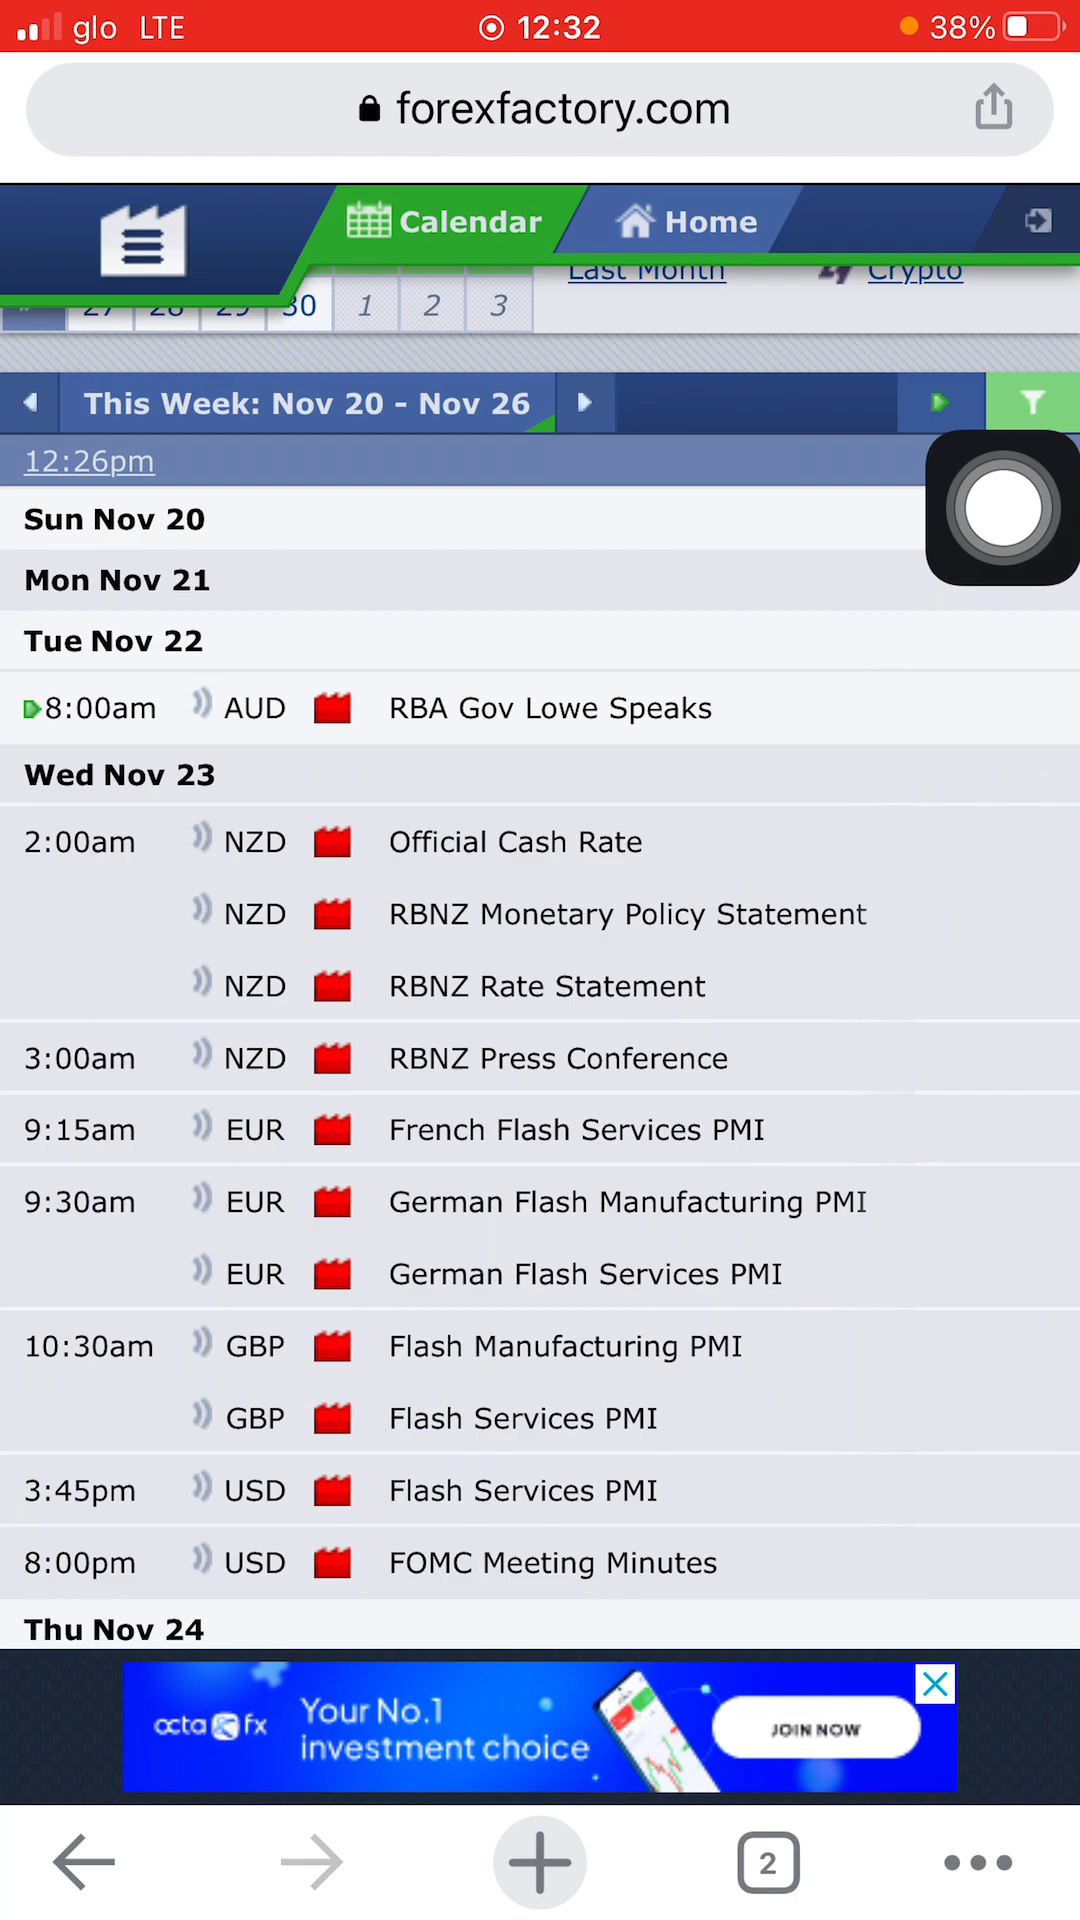 glo LTE 12:32 38%
forexfactory.com
Calendar Home
Last Month Crypto
27 28 29 30 1 2 3
This Week: Nov 20 - Nov 26
12:26pm
Sun Nov 20
Mon Nov 21
Tue Nov 22
8:00am AUD RBA Gov Lowe Speaks
Wed Nov 23
2:00am NZD Official Cash Rate
NZD RBNZ Monetary Policy Statement
NZD RBNZ Rate Statement
3:00am NZD RBNZ Press Conference
9:15am EUR French Flash Services PMI
9:30am EUR German Flash Manufacturing PMI
EUR German Flash Services PMI
10:30am GBP Flash Manufacturing PMI
GBP Flash Services PMI
3:45pm USD Flash Services PMI
8:00pm USD FOMC Meeting Minutes
Thu Nov 24
octa fx
Your No.1
investment choice
JOIN NOW
2